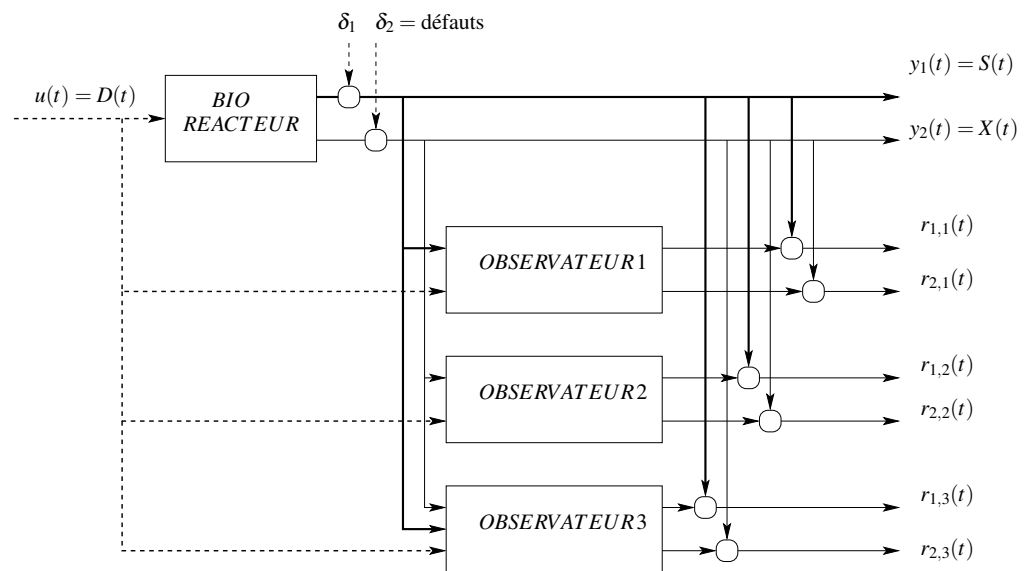 δ₁ δ₂ = défauts
u(t) = D(t)
BIO
REACTEUR
y₁(t) = S(t)
y₂(t) = X(t)
OBSERVATEUR1
r₁,₁(t)
r₂,₁(t)
OBSERVATEUR2
r₁,₂(t)
r₂,₂(t)
OBSERVATEUR3
r₁,₃(t)
r₂,₃(t)